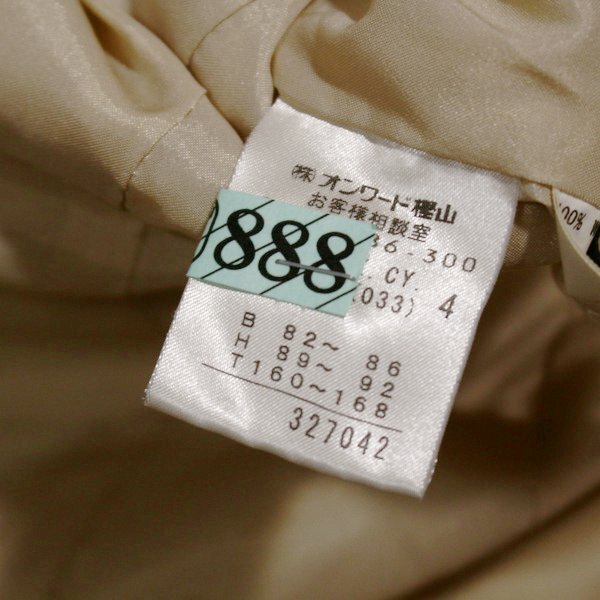 (株)オンワード樫山
お客様相談室
36-300
888
CY.
(033) 4
B 82～ 86
H 89～ 92
T160～168
327042
100%